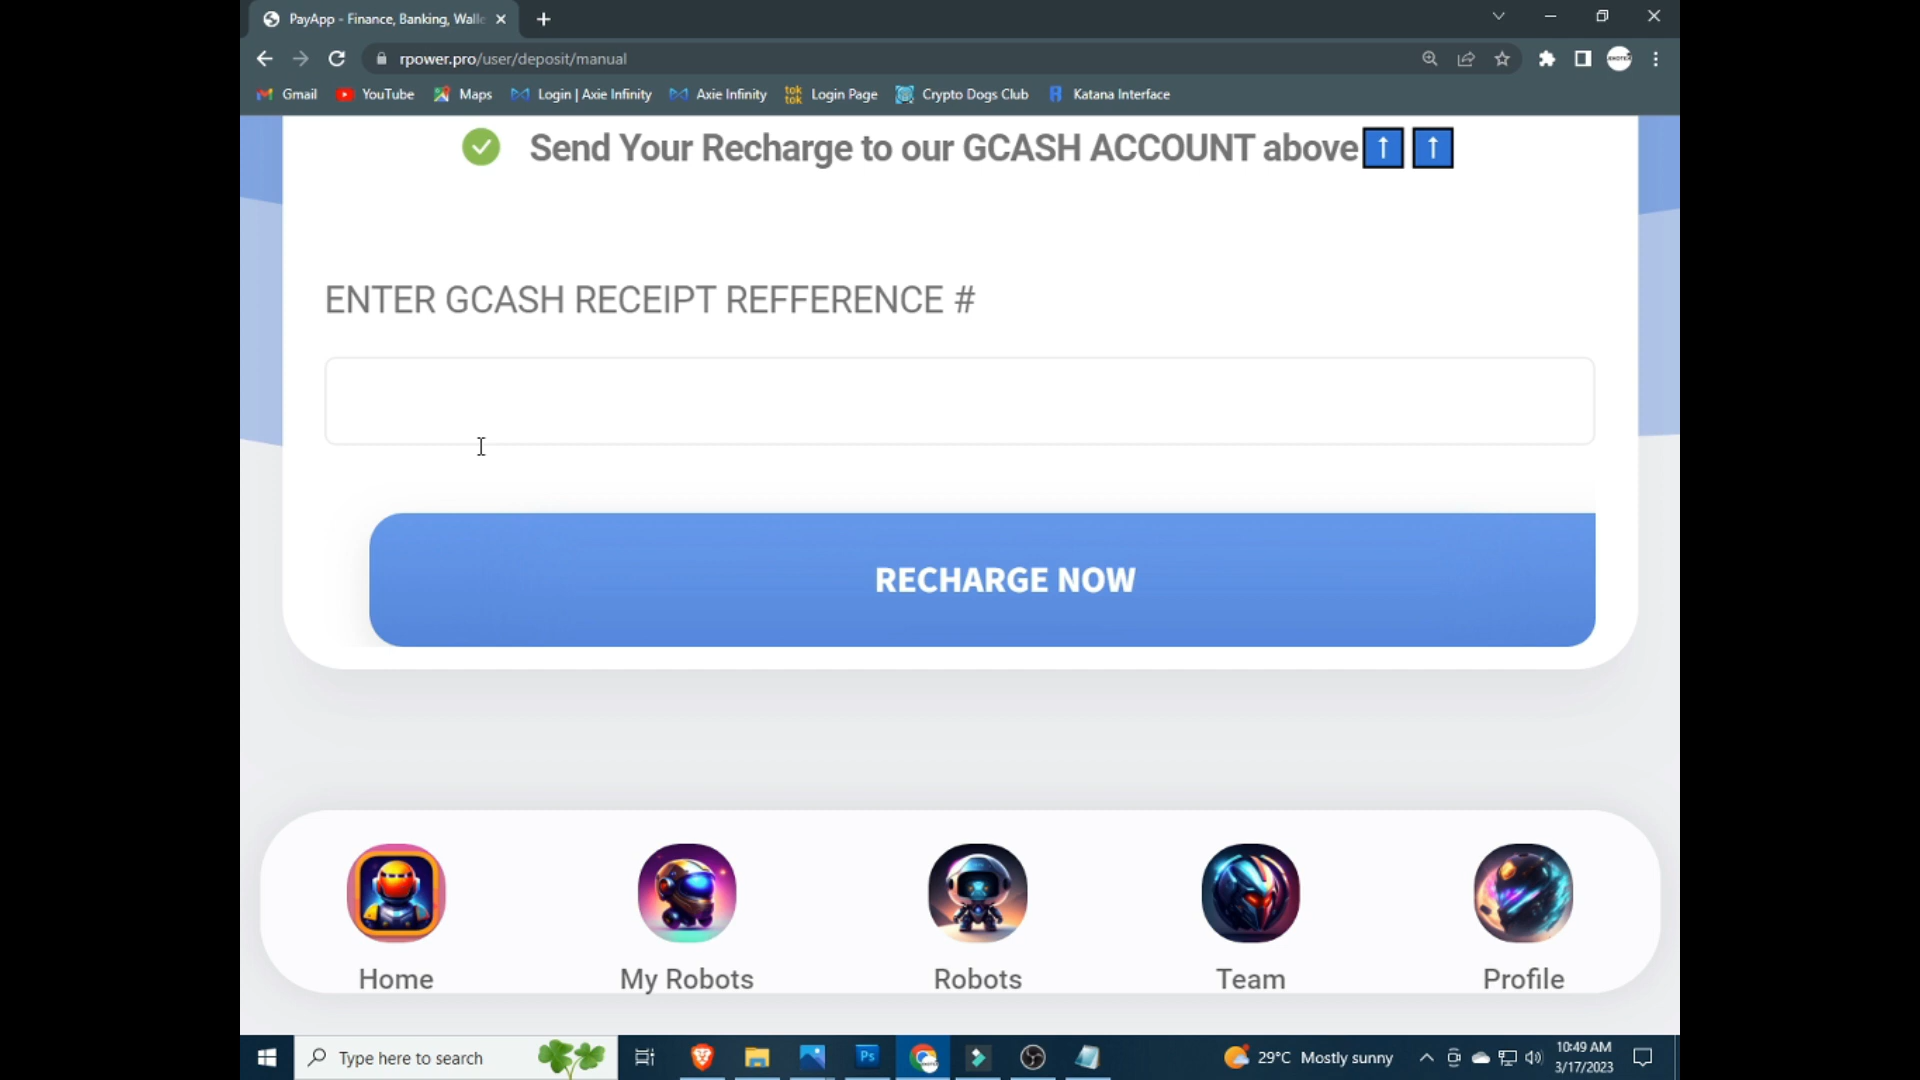 PayApp - Finance, Banking, Walle
rpower.pro/user/deposit/manual
Gmail YouTube Maps Login | Axie Infinity Axie Infinity tok tok Login Page Crypto Dogs Club Katana Interface
Send Your Recharge to our GCASH ACCOUNT above ↑ ↑
ENTER GCASH RECEIPT REFFERENCE #
RECHARGE NOW
Home My Robots Robots Team Profile
Type here to search Ps 29°C Mostly sunny 10:49 AM
3/17/2023